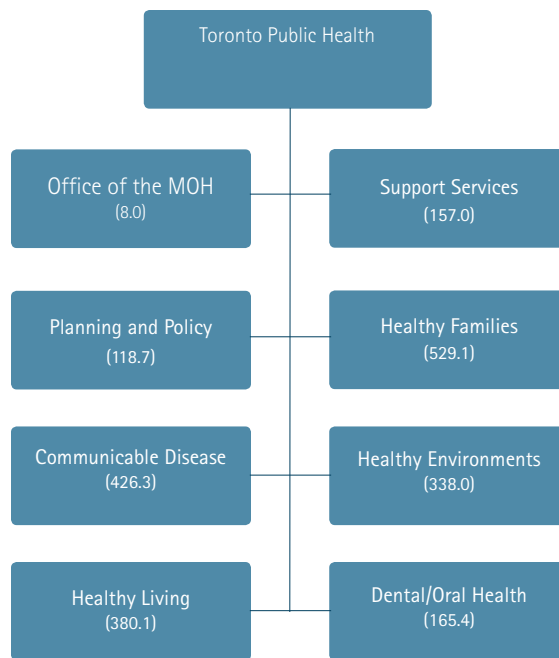 Toronto Public Health
Office of the MOH
(8.0)
Support Services
(157.0)
Planning and Policy
(118.7)
Healthy Families
(529.1)
Communicable Disease
(426.3)
Healthy Environments
(338.0)
Healthy Living
(380.1)
Dental/Oral Health
(165.4)